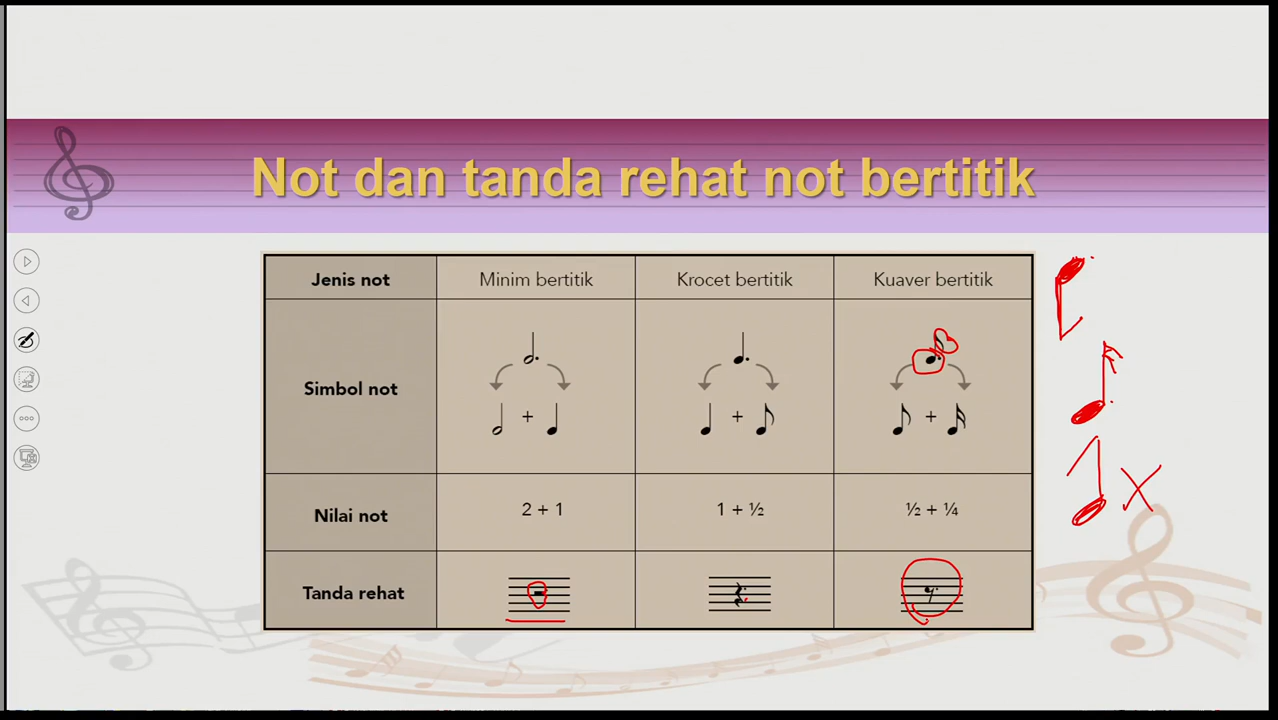 Not dan tanda rehat not bertitik
Jenis not Minim bertitik Krocet bertitik Kuaver bertitik
Simbol not
+ + +
Nilai not 2 + 1 1 + ½ ½ + ¼
Tanda rehat